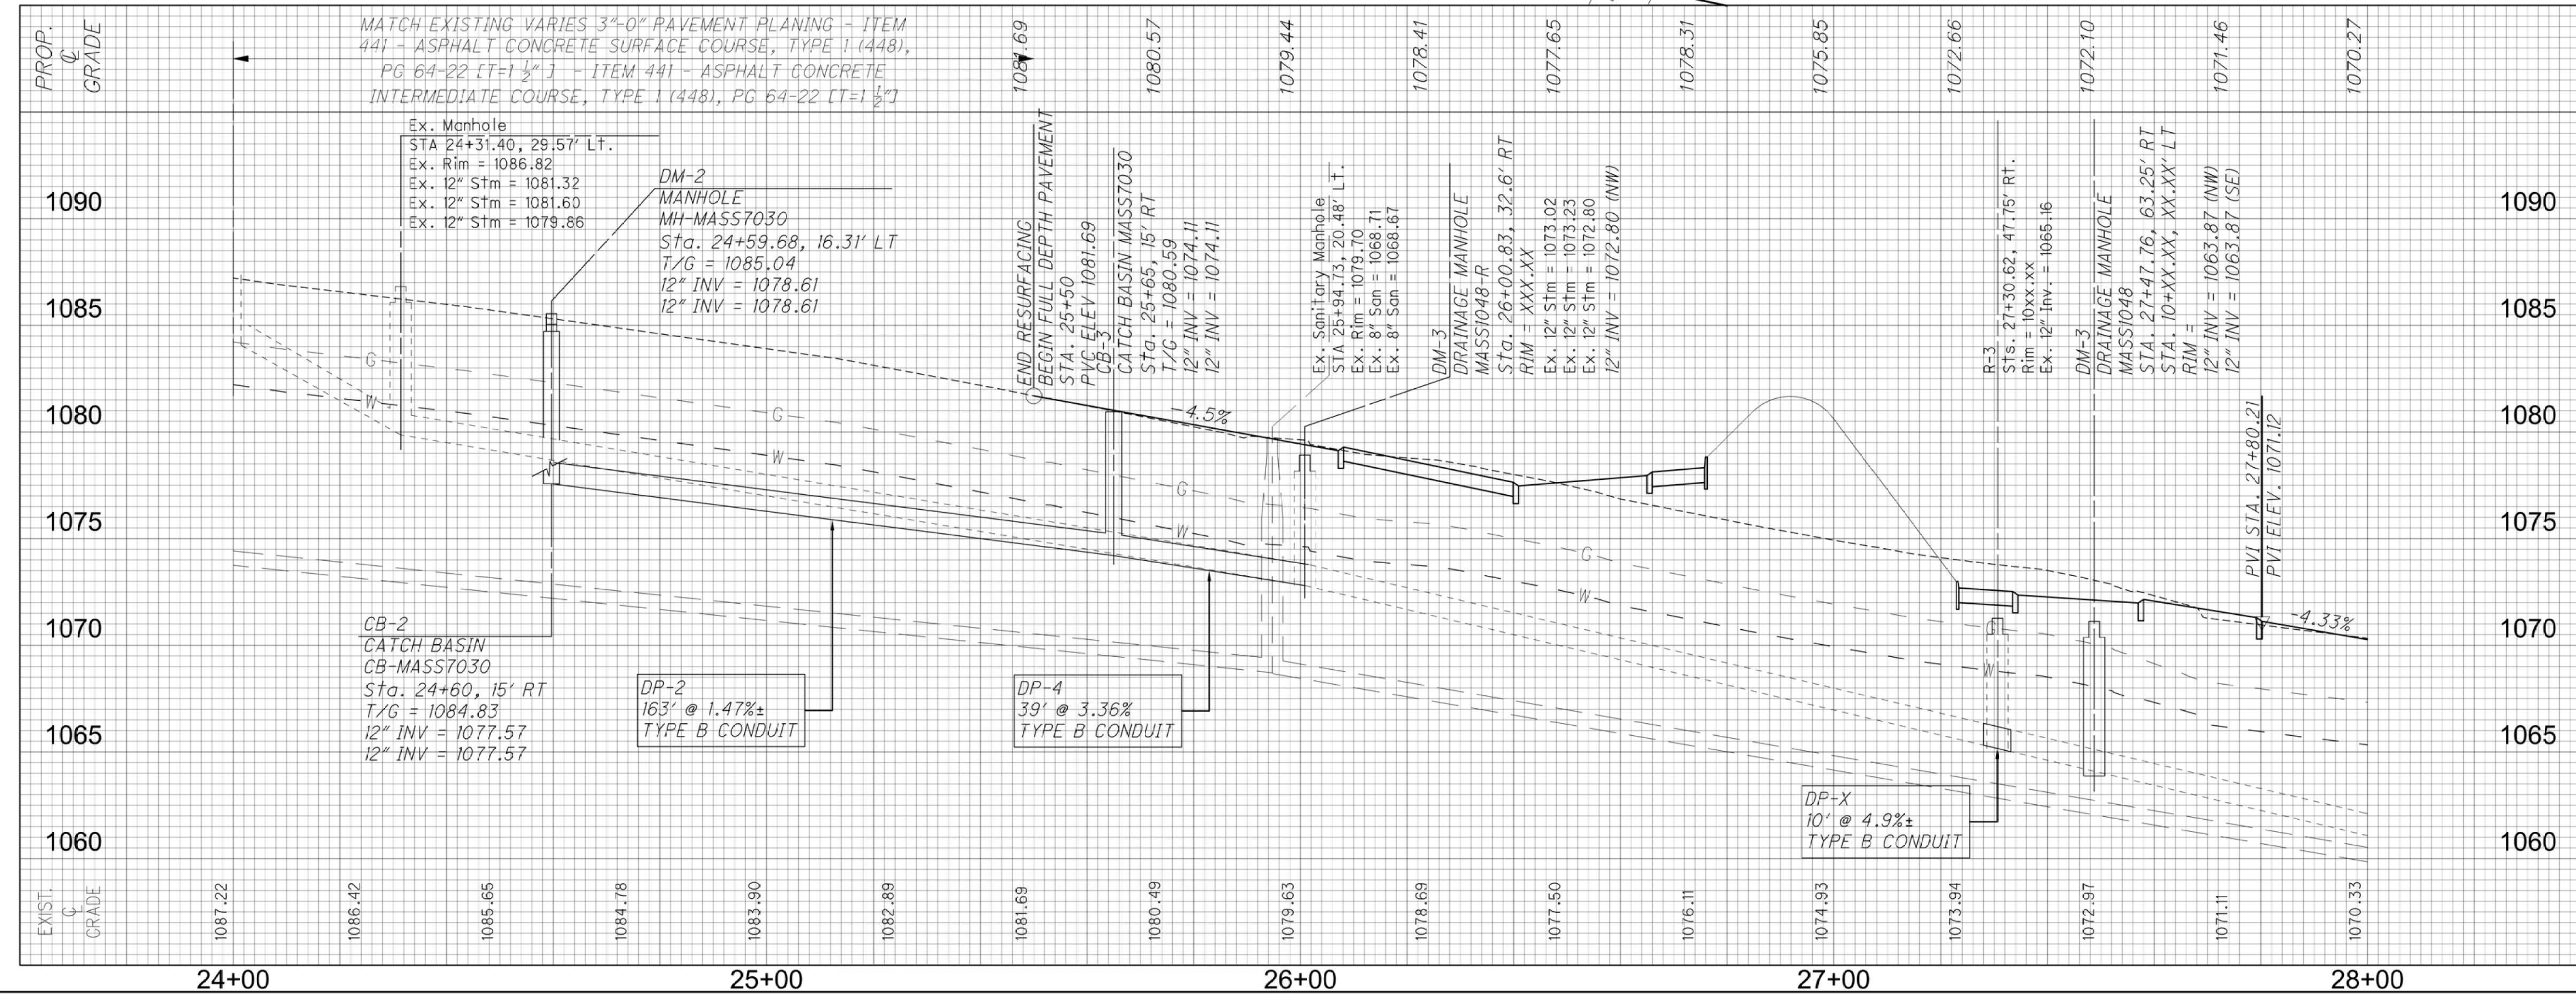 PROP. ℄ GRADE
MATCH EXISTING VARIES 3"-0" PAVEMENT PLANING - ITEM
441 - ASPHALT CONCRETE SURFACE COURSE, TYPE 1 (448),
PG 64-22 [T=1 1/2"] - ITEM 441 - ASPHALT CONCRETE
INTERMEDIATE COURSE, TYPE 1 (448), PG 64-22 [T=1 1/2"]
1081.69
1080.57
1079.44
1078.41
1077.65
1078.31
1075.85
1072.66
1072.10
1071.46
1070.27
Ex. Manhole
STA 24+31.40, 29.57' Lt.
Ex. Rim = 1086.82
Ex. 12" Stm = 1081.32
Ex. 12" Stm = 1081.60
Ex. 12" Stm = 1079.86
DM-2
MANHOLE
MH-MASS7030
Sta. 24+59.68, 16.31' LT
T/G = 1085.04
12" INV = 1078.61
12" INV = 1078.61
END RESURFACING
BEGIN FULL DEPTH PAVEMENT
STA. 25+50
PVC ELEV 1081.69
CB-3
CATCH BASIN MASS7030
Sta. 25+65, 15' RT
T/G = 1080.59
12" INV = 1074.11
12" INV = 1074.11
Ex. Sanitary Manhole
STA 25+94.73, 20.48' Lt.
Ex. Rim = 1079.70
Ex. 8" San = 1068.71
Ex. 8" San = 1068.67
DM-3
DRAINAGE MANHOLE
MASS1048-R
Sta. 26+00.83, 32.6' RT
RIM = XXX.XX
Ex. 12" Stm = 1073.02
Ex. 12" Stm = 1073.23
Ex. 12" Stm = 1072.80
12" INV = 1072.80 (NW)
R-3
Sts. 27+30.62, 47.75' Rt.
Rim = 10XX.XX
Ex. 12" Inv. = 1065.16
DM-3
DRAINAGE MANHOLE
MASS1048
STA. 27+47.76, 63.25' RT
STA. 10+XX.XX, XX.XX' LT
RIM =
12" INV = 1063.87 (NW)
12" INV = 1063.87 (SE)
PVI STA. 27+80.21
PVI ELEV. 1071.12
1090
1085
1080
1075
1070
1065
1060
1090
1085
1080
1075
1070
1065
1060
G
W
G
W
-4.5%
G
W
G
W
G
W
-4.33%
CB-2
CATCH BASIN
CB-MASS7030
Sta. 24+60, 15' RT
T/G = 1084.83
12" INV = 1077.57
12" INV = 1077.57
DP-2
163' @ 1.47%±
TYPE B CONDUIT
DP-4
39' @ 3.36%
TYPE B CONDUIT
DP-X
10' @ 4.9%±
TYPE B CONDUIT
EXIST. ℄ GRADE
1087.22
1086.42
1085.65
1084.78
1083.90
1082.89
1081.69
1080.49
1079.63
1078.69
1077.50
1076.11
1074.93
1073.94
1072.97
1071.11
1070.33
24+00
25+00
26+00
27+00
28+00